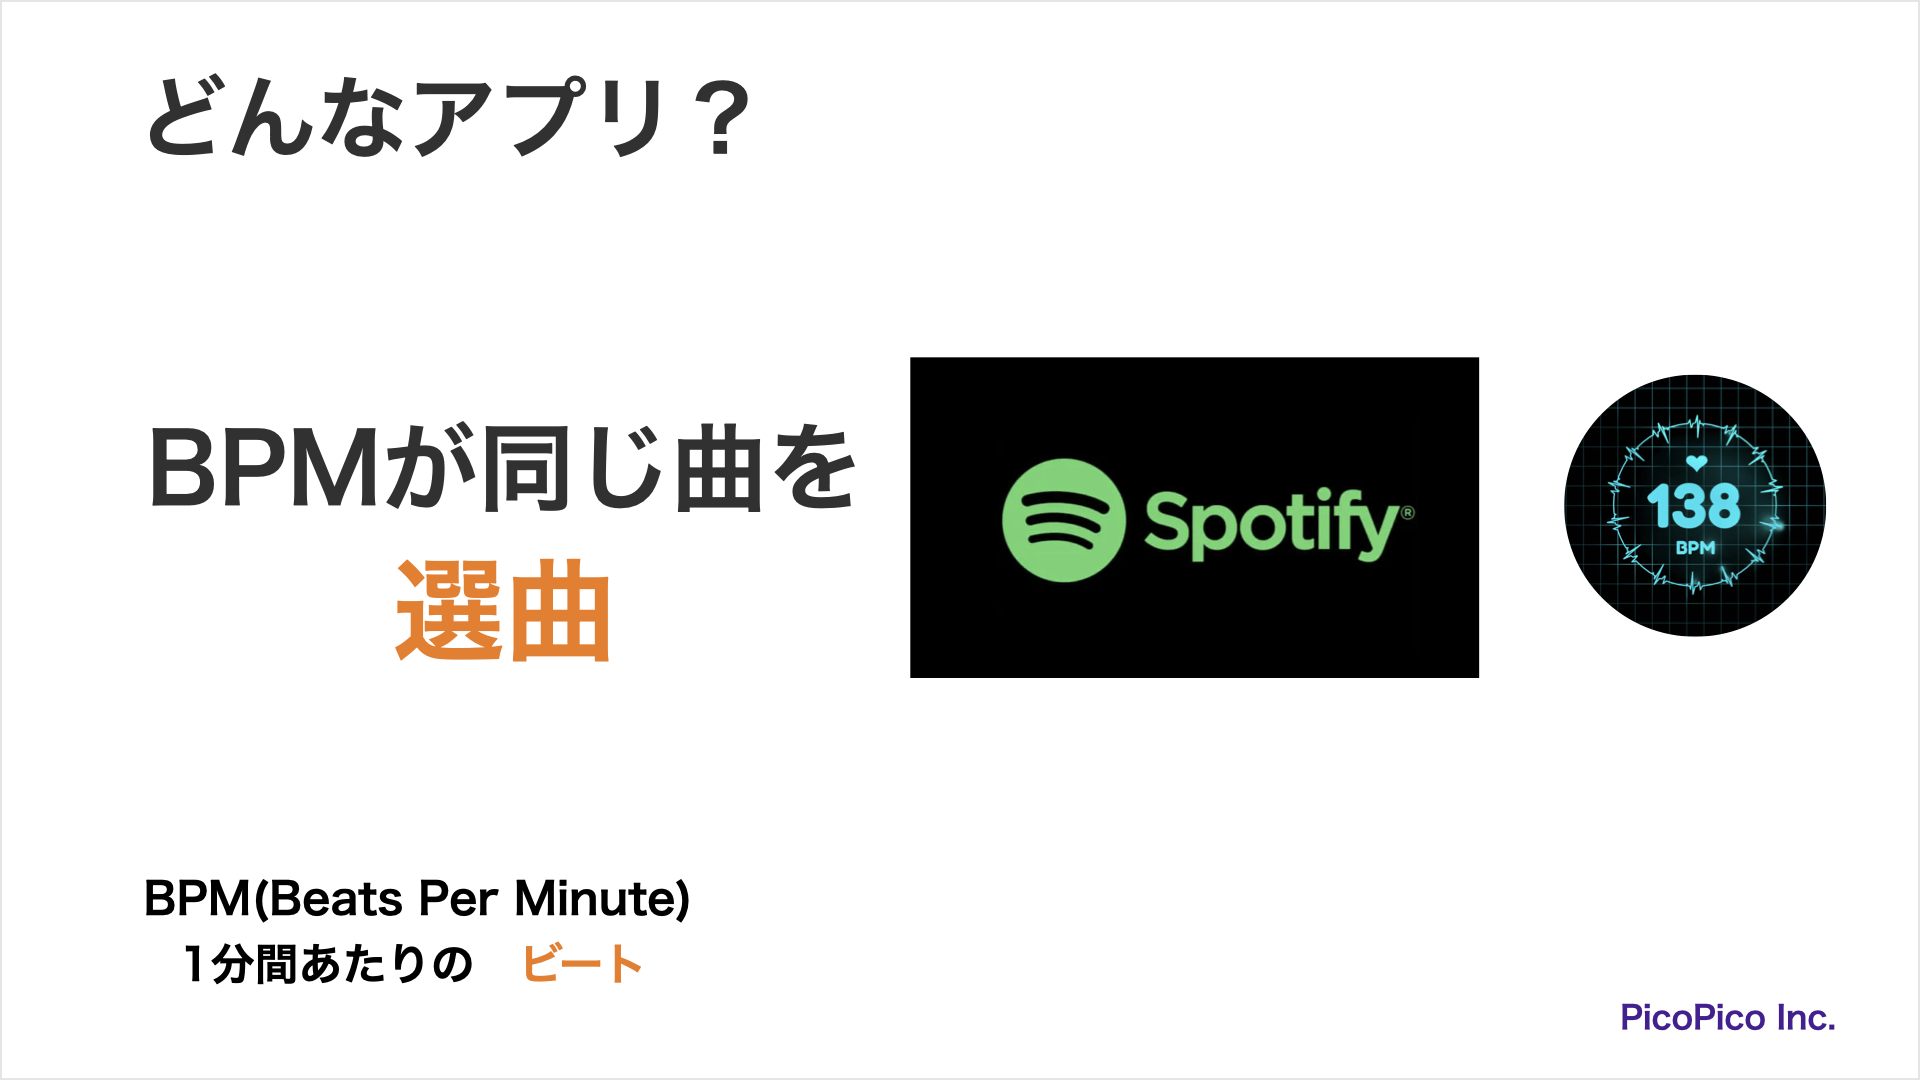 どんなアプリ？
BPMが同じ曲を
選曲
Spotify®
138
BPM
BPM(Beats Per Minute)
1分間あたりの　ビート
PicoPico Inc.